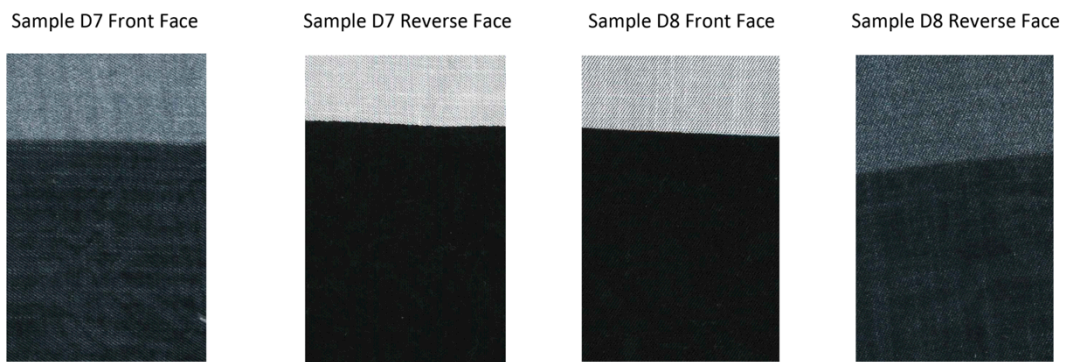 Sample D7 Front Face
Sample D7 Reverse Face
Sample D8 Front Face
Sample D8 Reverse Face